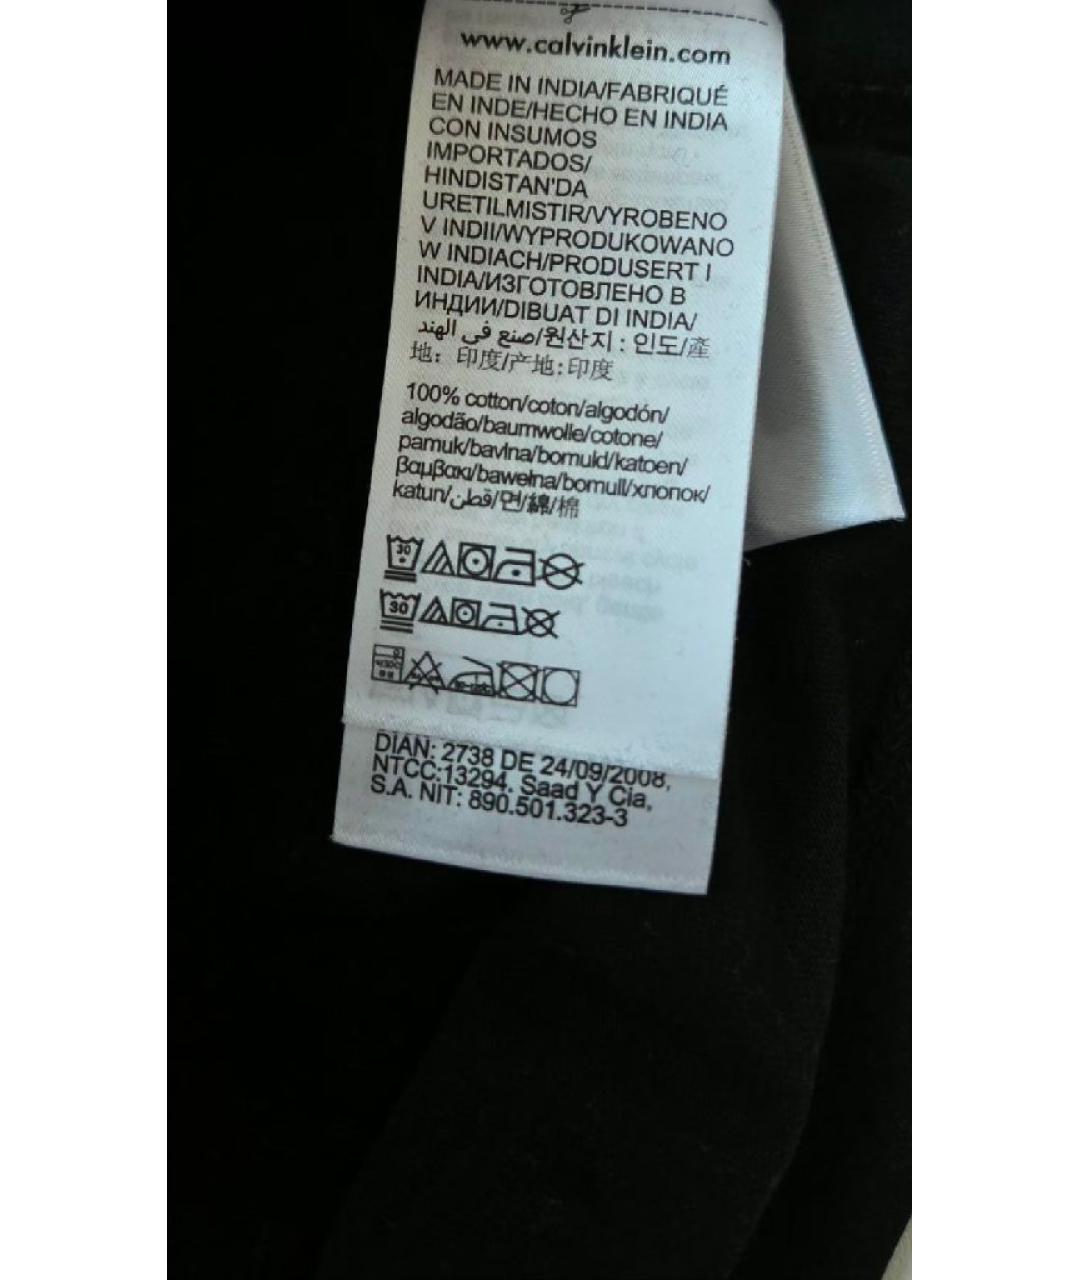 www.calvinklein.com
MADE IN INDIA/FABRIQUÉ
EN INDE/HECHO EN INDIA
CON INSUMOS
IMPORTADOS/
HINDISTAN'DA
URETILMISTIR/VYROBENO
V INDII/WYPRODUKOWANO
W INDIACH/PRODUSERT I
INDIA/ИЗГОТОВЛЕНО В
ИНДИИ/DIBUAT DI INDIA/
صنع في الهند/원산지 : 인도/產
地：印度/产地:印度
100% cotton/coton/algodón/
algodão/baumwolle/cotone/
pamuk/bavlna/bomuld/katoen/
βαμβακι/bawełna/bomull/хлопок/
katun/قطن/면/綿/棉
30
30
DIAN: 2738 DE 24/09/2008,
NTCC:13294. Saad Y Cia,
S.A. NIT: 890.501.323-3